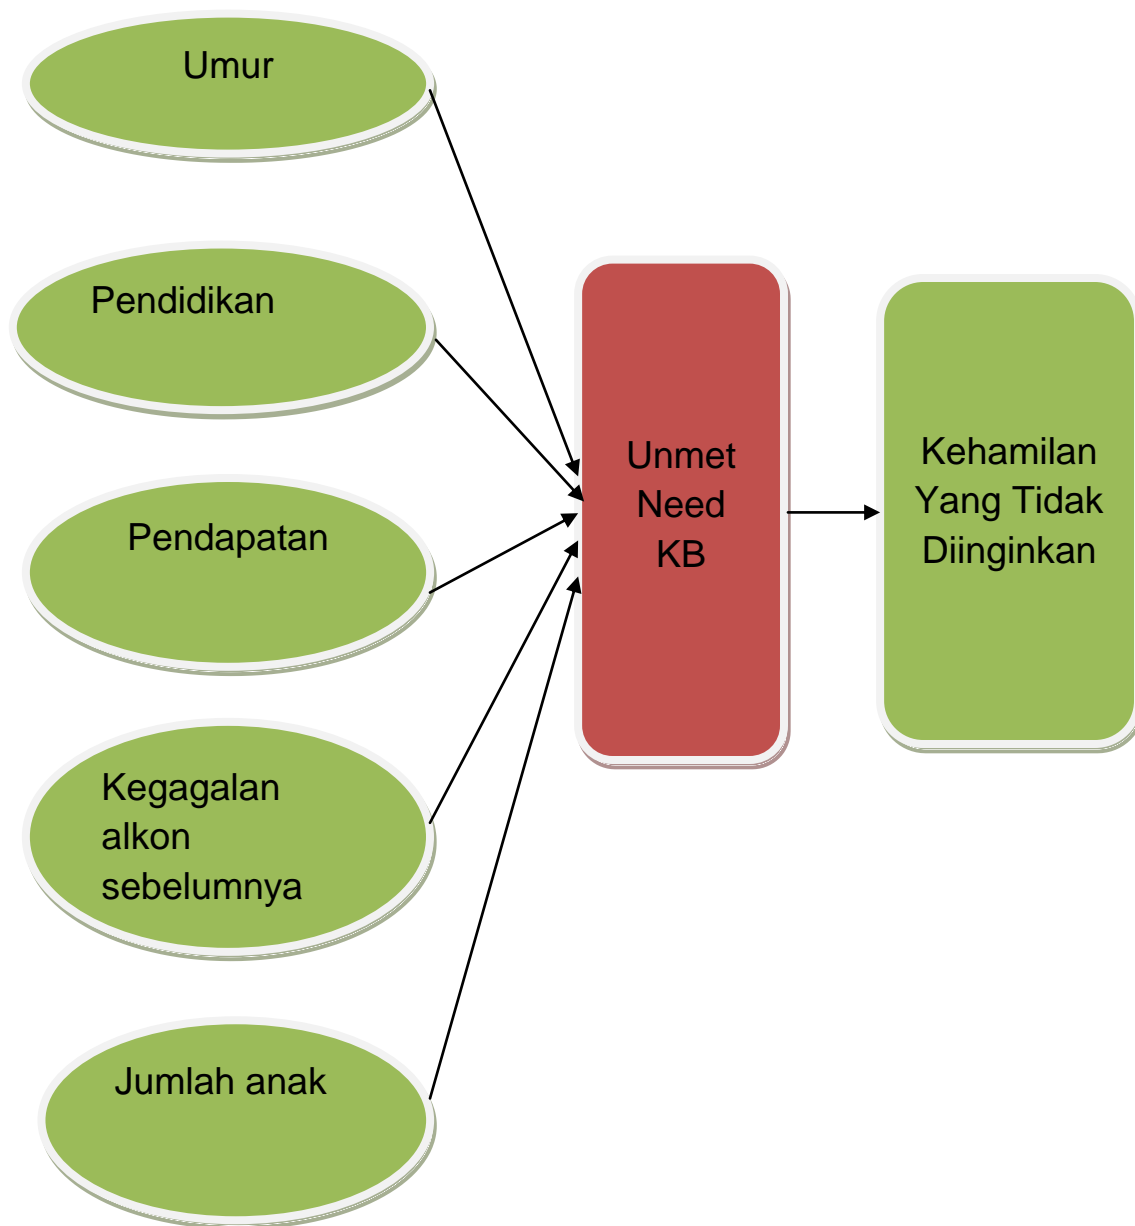 Umur
Pendidikan
Pendapatan
Kegagalan
alkon
sebelumnya
Jumlah anak
Unmet
Need
KB
Kehamilan
Yang Tidak
Diinginkan